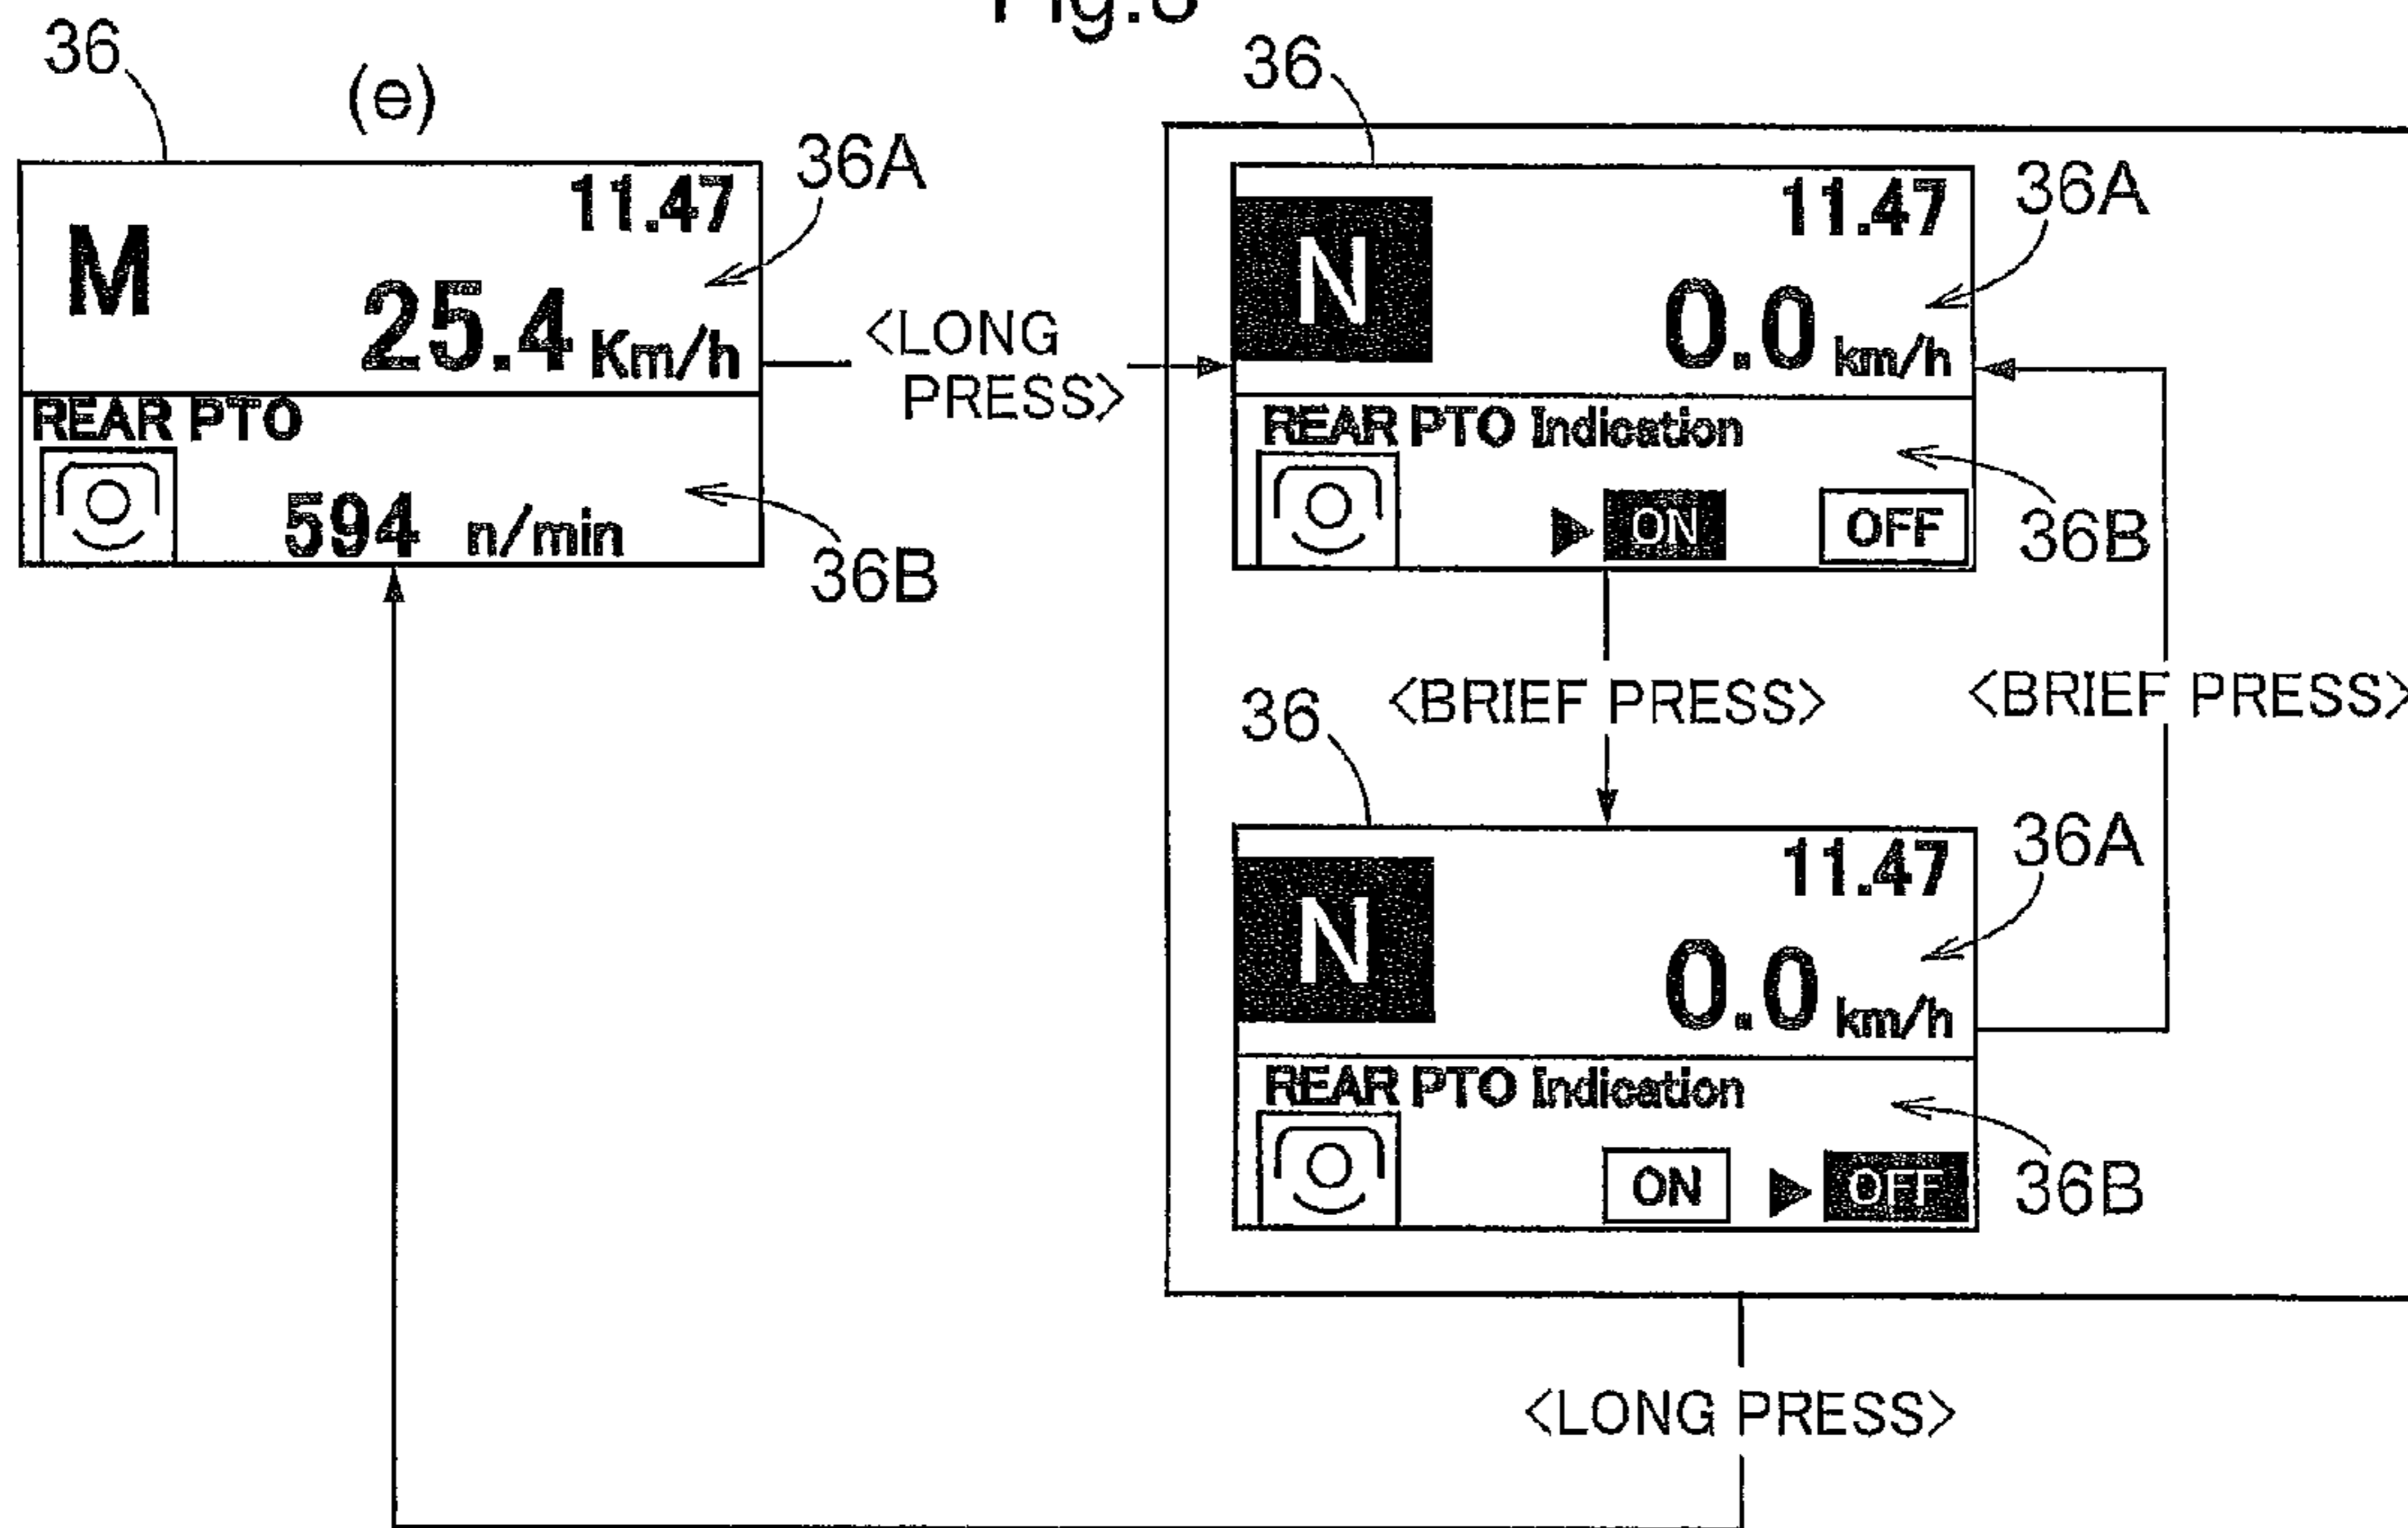 36
(e)
36A
11.47
M
25.4 Km/h
REAR PTO
594 n/min
36B
<LONG
PRESS>
36
36A
11.47
N
0.0 km/h
REAR PTO Indication
ON
OFF
36B
<BRIEF PRESS>
<BRIEF PRESS>
36
36A
11.47
N
0.0 km/h
REAR PTO Indication
ON
OFF
36B
<LONG PRESS>